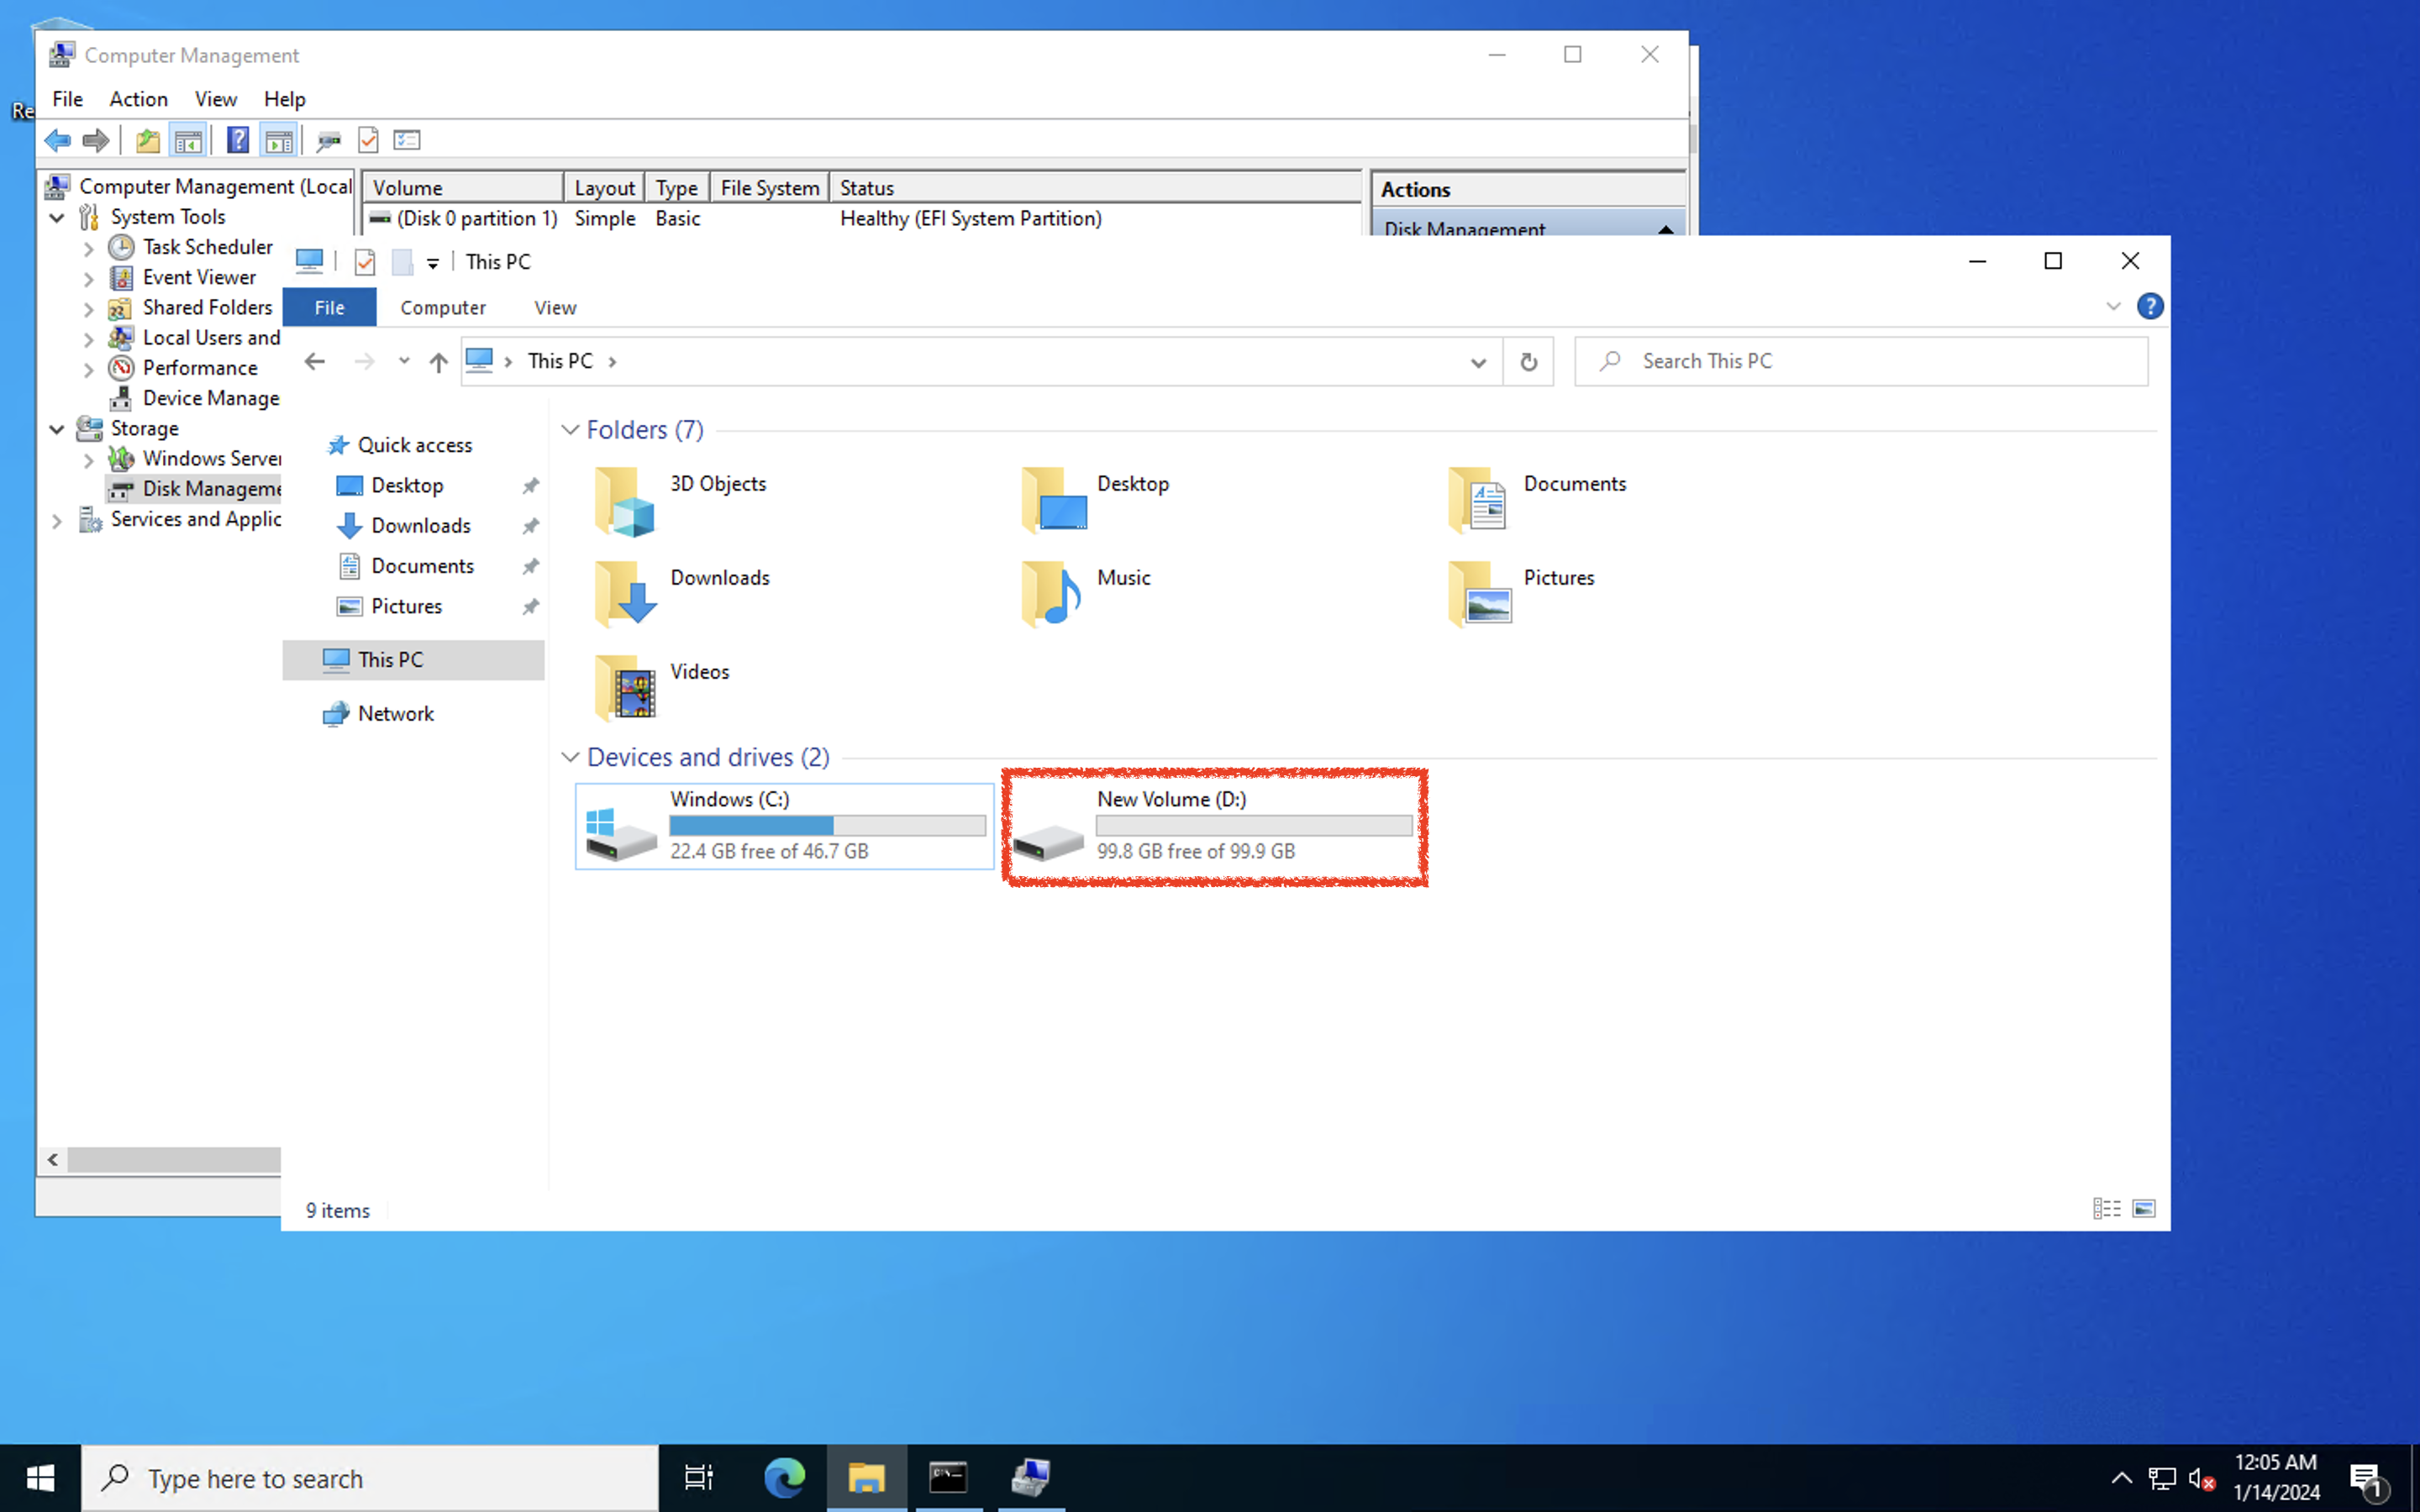 Computer Management
File Action View Help
Re
Computer Management (Local
Volume Layout Type File System Status
Actions
System Tools
(Disk 0 partition 1) Simple Basic Healthy (EFI System Partition)
Disk Management
Task Scheduler
Event Viewer
Shared Folders
Local Users and
Performance
Device Manage
Storage
Windows Server
Disk Manageme
Services and Applic
This PC
File Computer View
This PC
Search This PC
Quick access
Desktop
Downloads
Documents
Pictures
This PC
Network
Folders (7)
3D Objects Desktop Documents
Downloads Music Pictures
Videos
Devices and drives (2)
Windows (C:) New Volume (D:)
22.4 GB free of 46.7 GB 99.8 GB free of 99.9 GB
9 items
Type here to search
C:\_
12:05 AM
1/14/2024
1